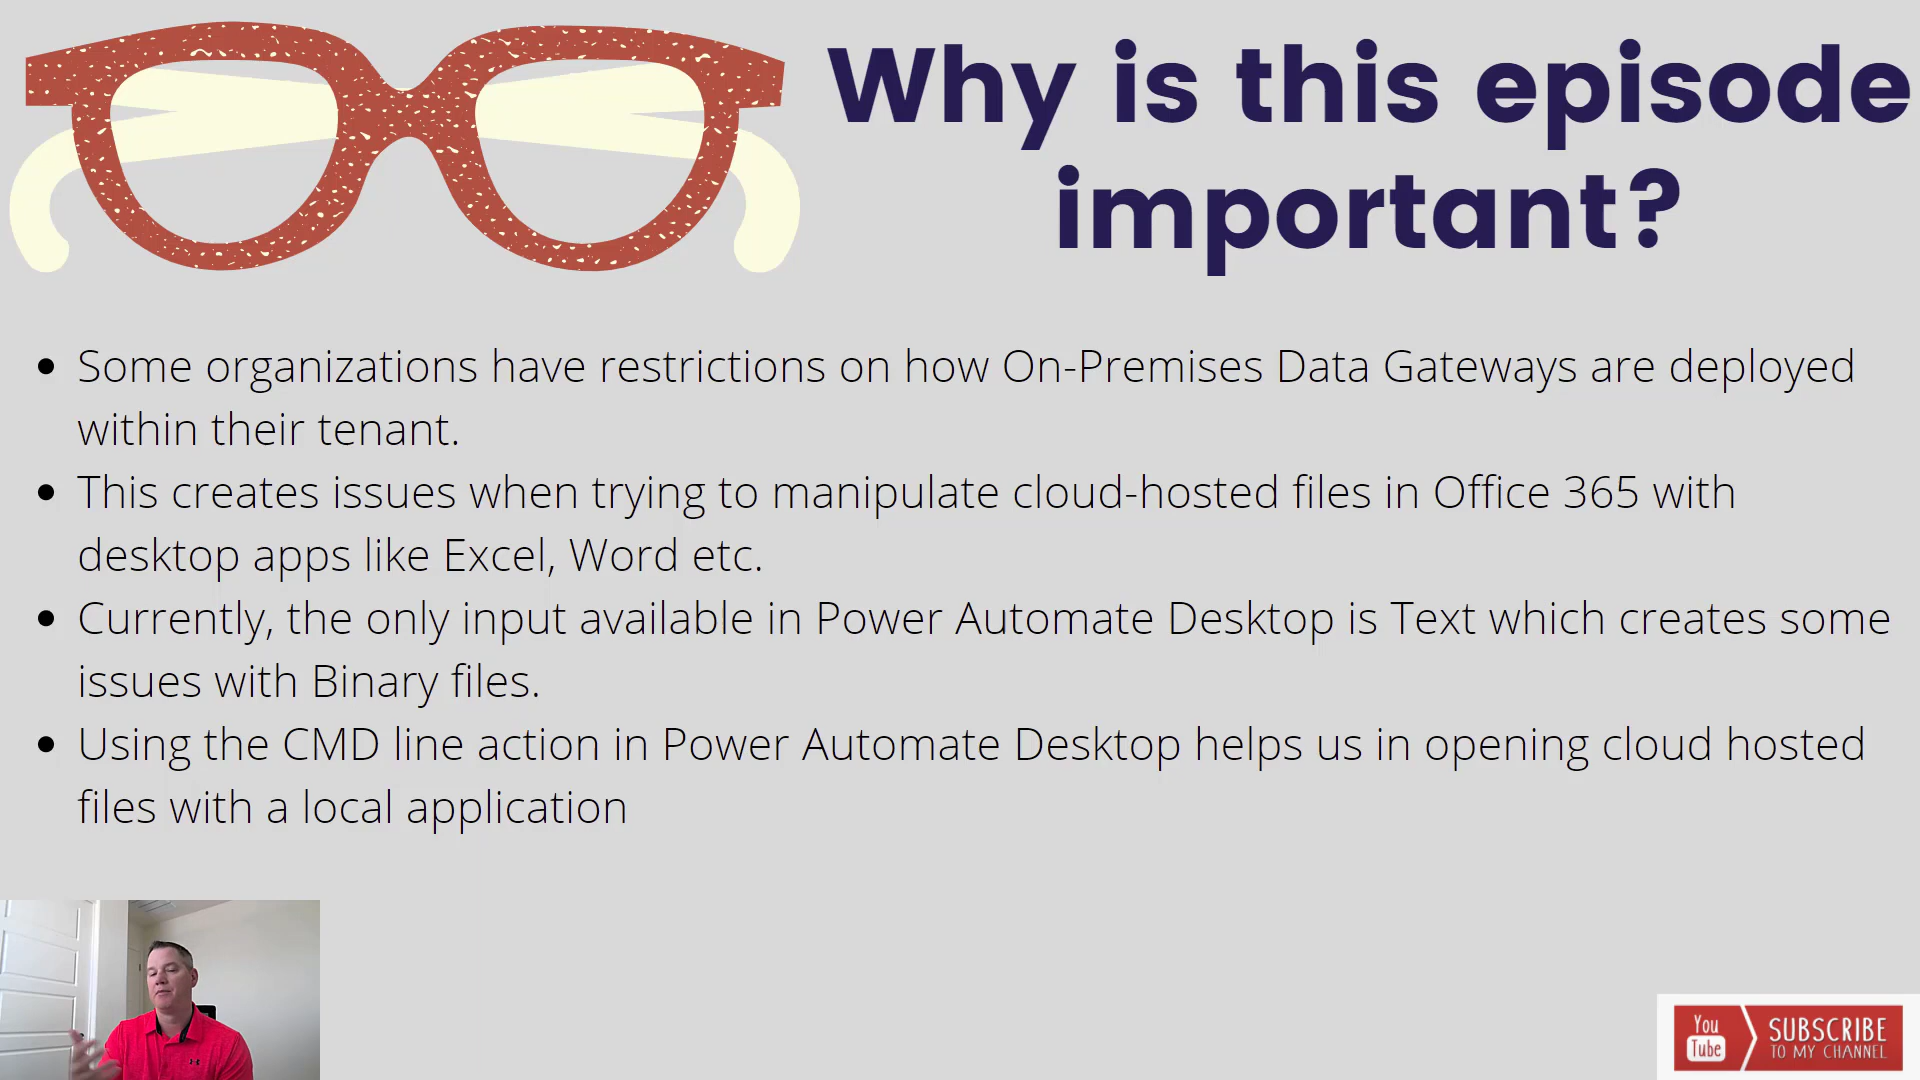 Why is this episode
important?
Some organizations have restrictions on how On-Premises Data Gateways are deployed
within their tenant.
This creates issues when trying to manipulate cloud-hosted files in Office 365 with
desktop apps like Excel, Word etc.
Currently, the only input available in Power Automate Desktop is Text which creates some
issues with Binary files.
Using the CMD line action in Power Automate Desktop helps us in opening cloud hosted
files with a local application
You
Tube
SUBSCRIBE
TO MY CHANNEL